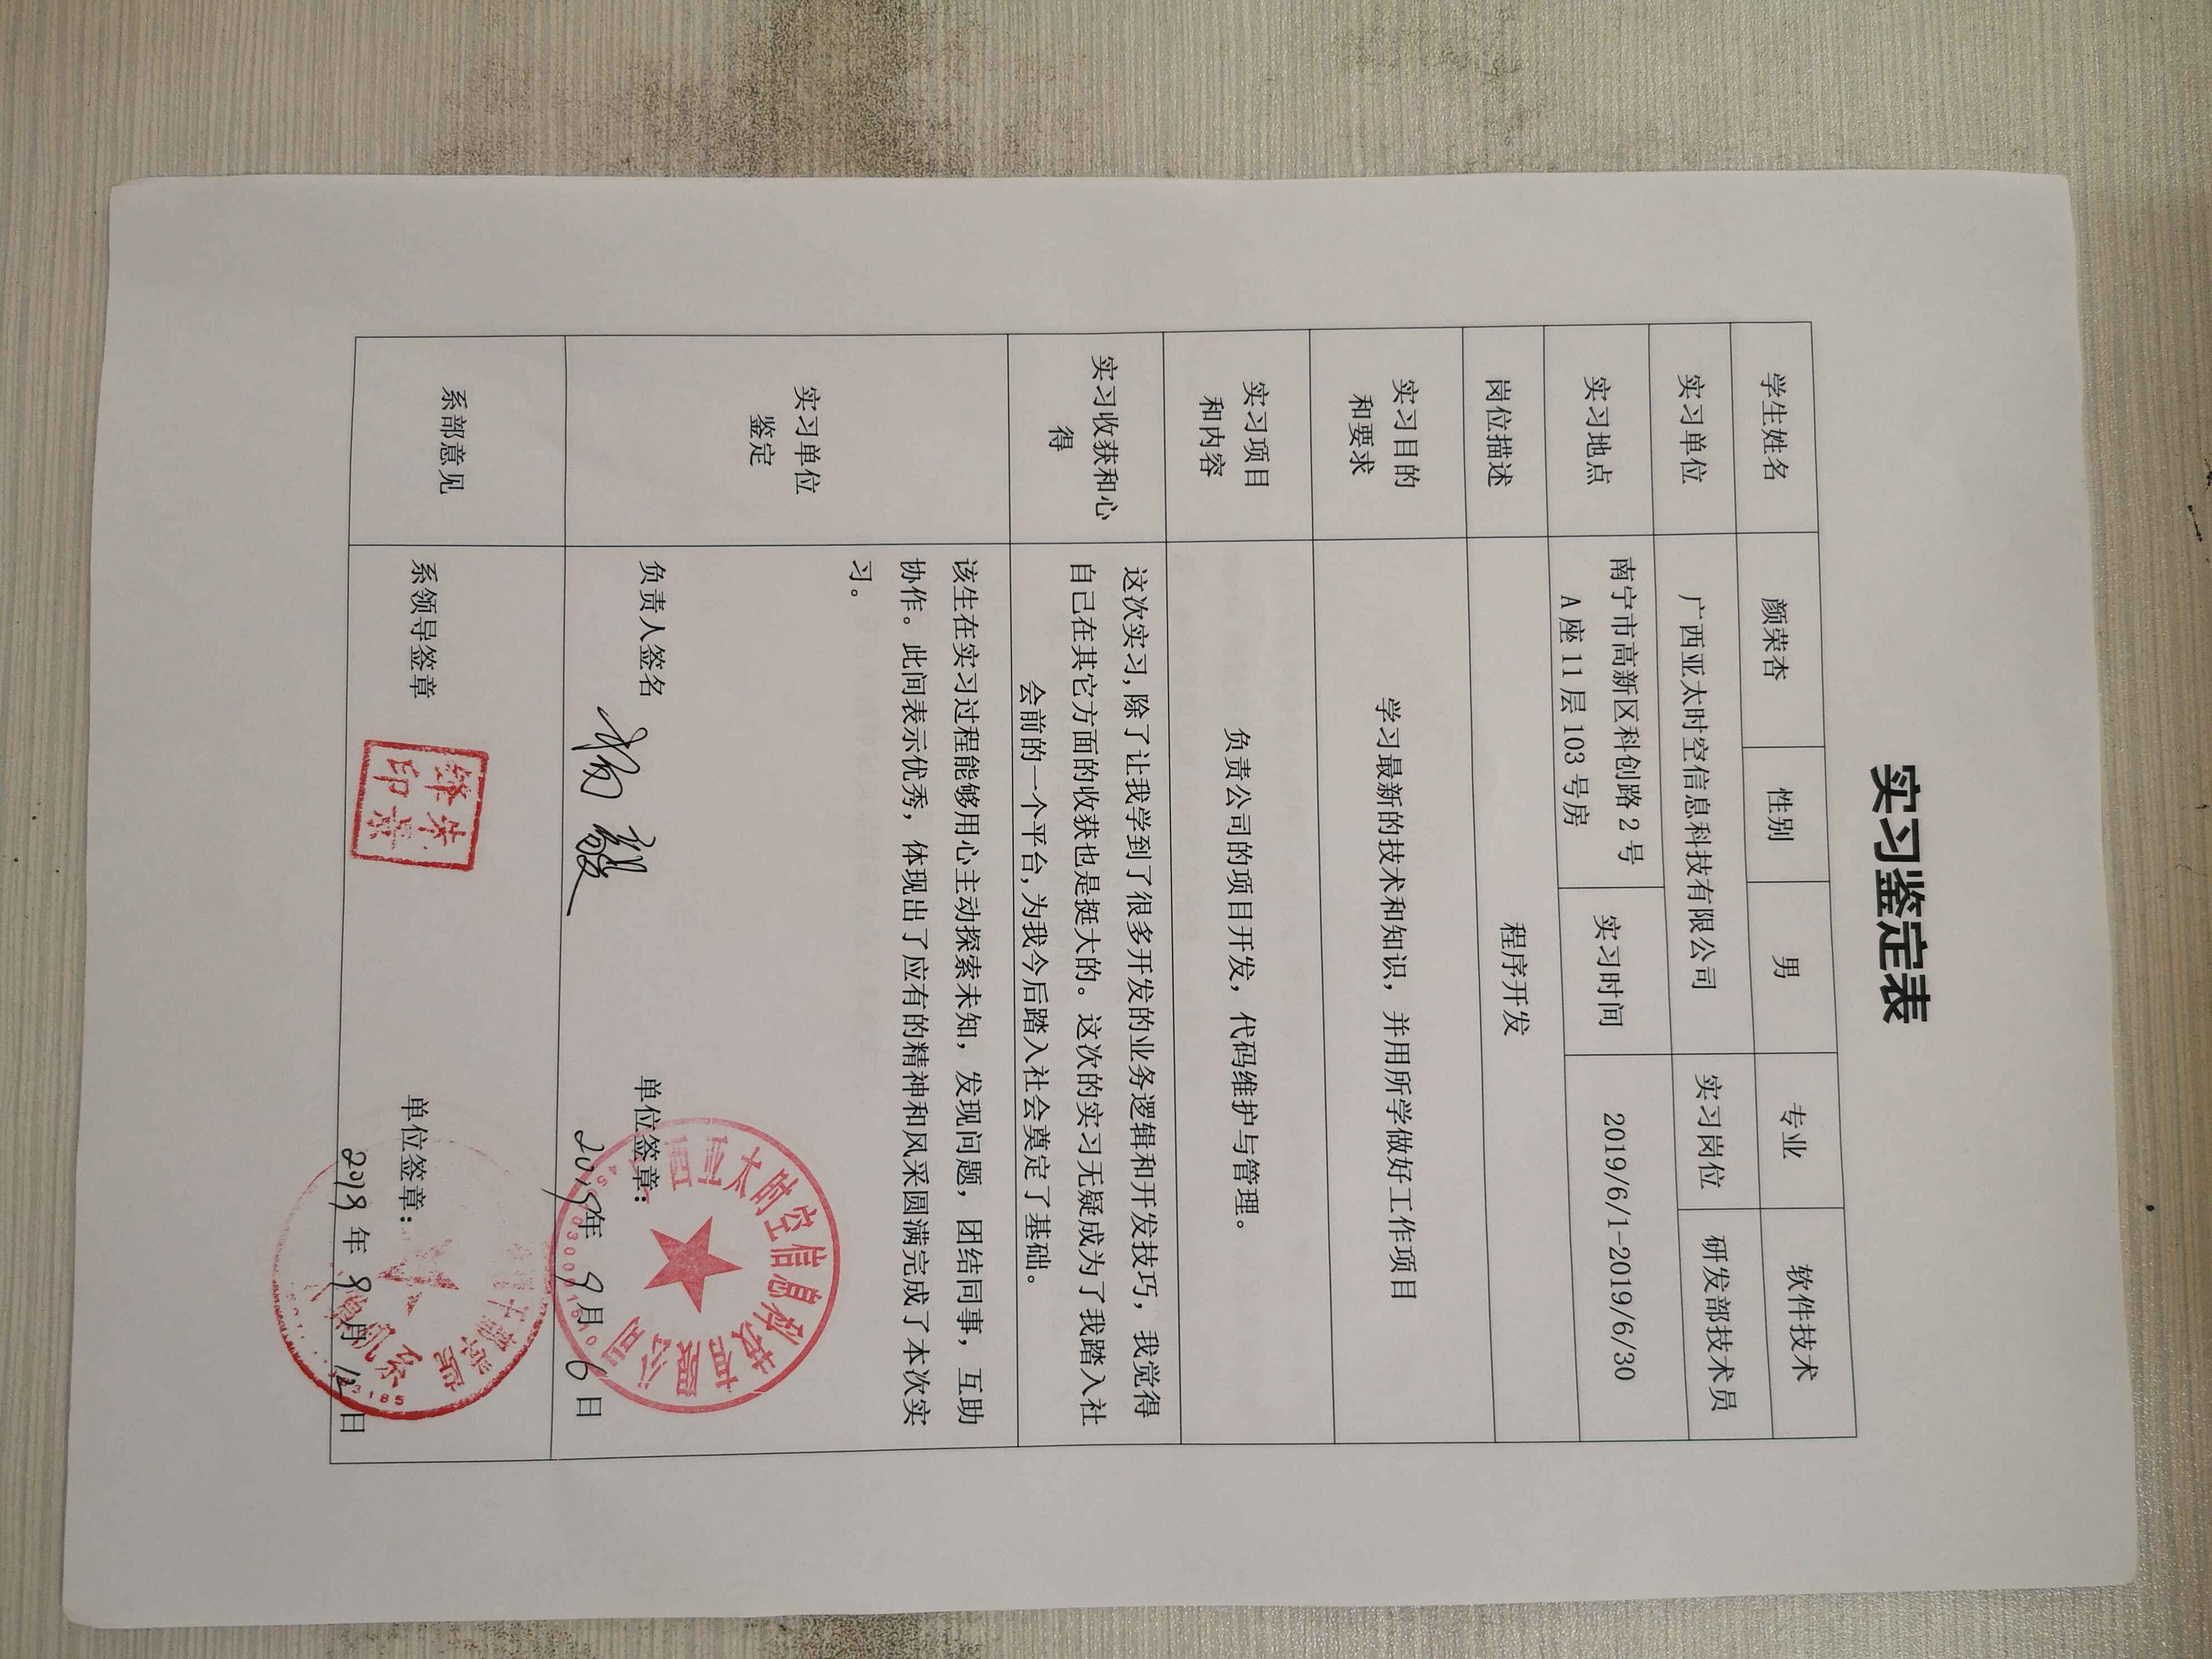 实习鉴定表
学生姓名 颜荣杏 性别 男 专业 软件技术
实习单位 广西亚太时空信息科技有限公司 实习岗位 研发部技术员
实习地点 南宁市高新区科创路 2 号 实习时间 2019/6/1-2019/6/30
A 座 11 层 103 号房
岗位描述 程序开发
实习目的
和要求
学习最新的技术和知识，并用所学做好工作项目
实习项目
和内容
负责公司的项目开发，代码维护与管理。
实习收获和心
得
这次实习,除了让我学到了很多开发的业务逻辑和开发技巧，我觉得
自己在其它方面的收获也是挺大的。这次的实习无疑成为了我踏入社
会前的一个平台,为我今后踏入社会奠定了基础。
实习单位
鉴定
该生在实习过程能够用心主动探索未知，发现问题，团结同事，互助
协作。此间表示优秀，体现出了应有的精神和风采圆满完成了本次实
习。
负责人签名 杨毅 单位签章：
2019年 9月 6日
西亚太时空信息科技有限公司
系部意见
系领导签章 单位签章：
年 9月 12日
机系